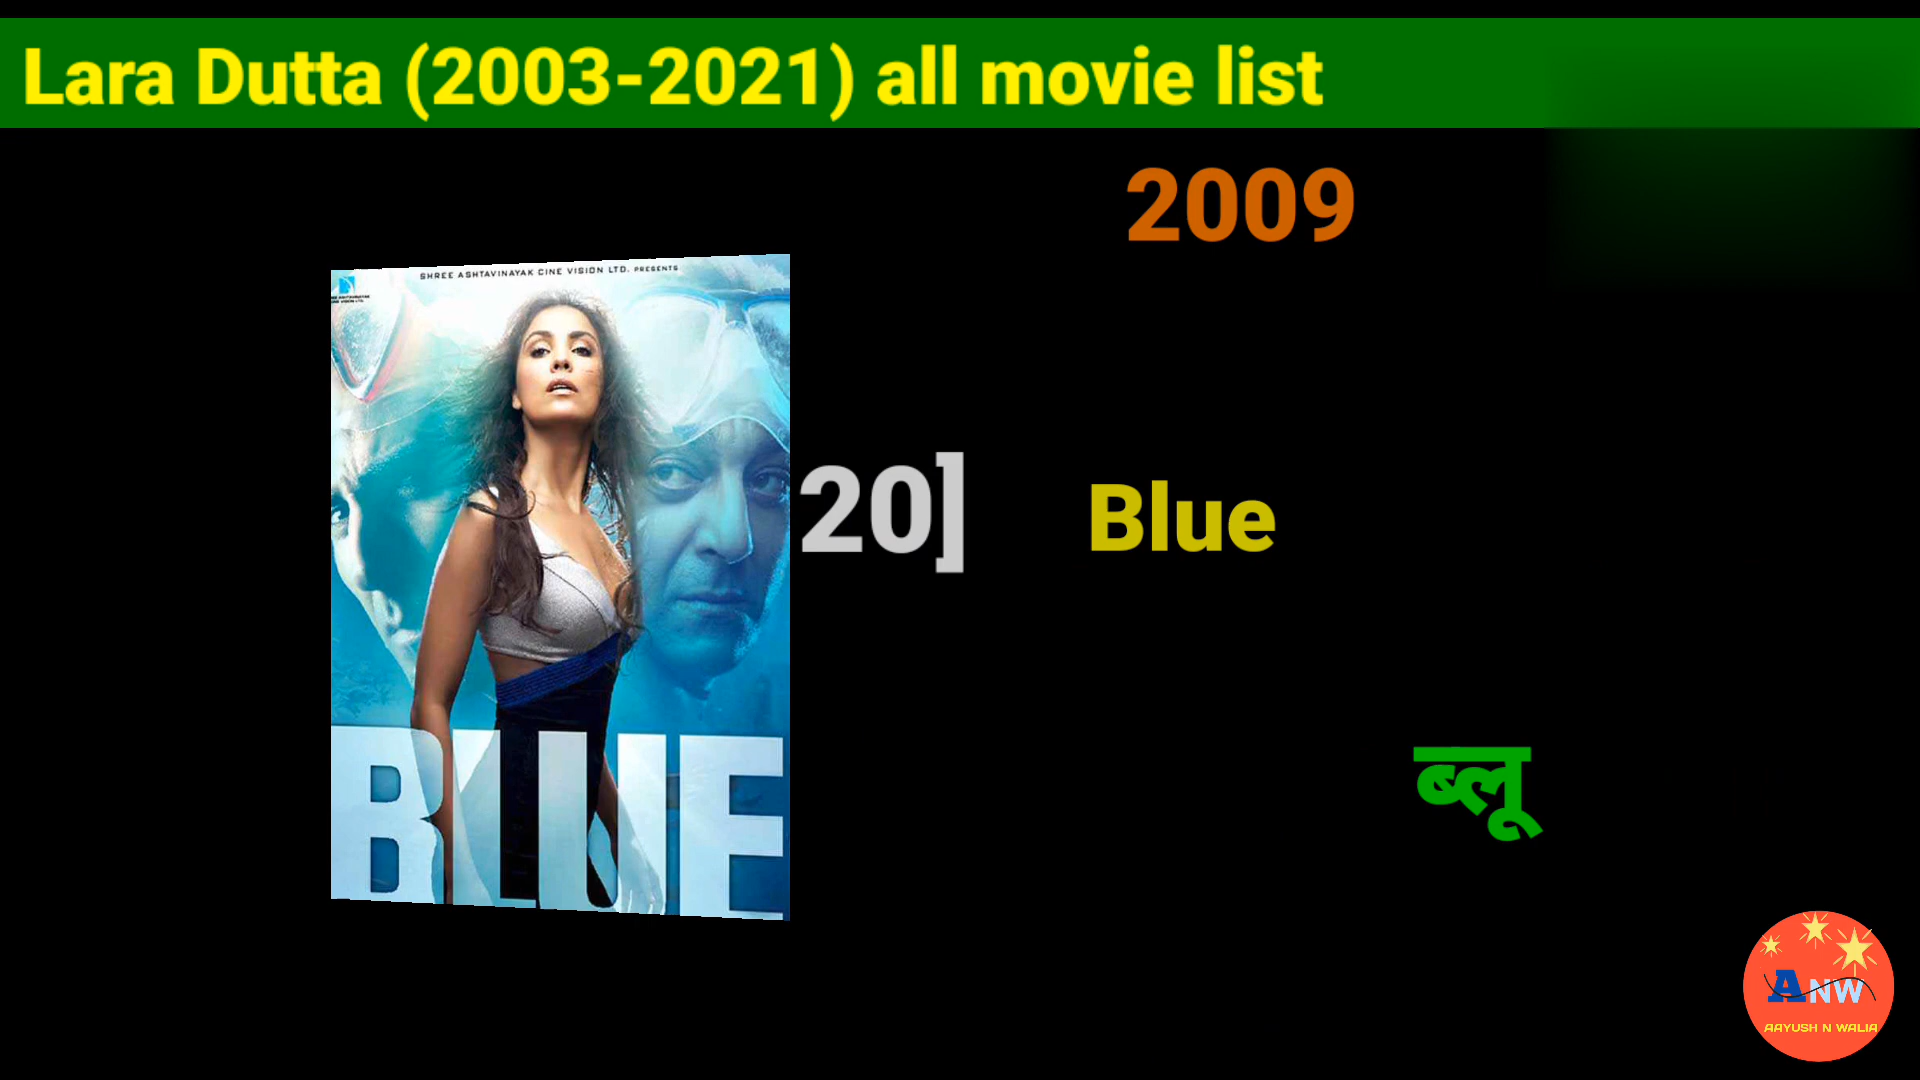 Lara Dutta (2003-2021) all movie list
2009
SHREE ASHTAVINAYAK CINE VISION LTD. PRESENTS
20] Blue
BLUE
ब्लू
ANW
AAYUSH N WALIA